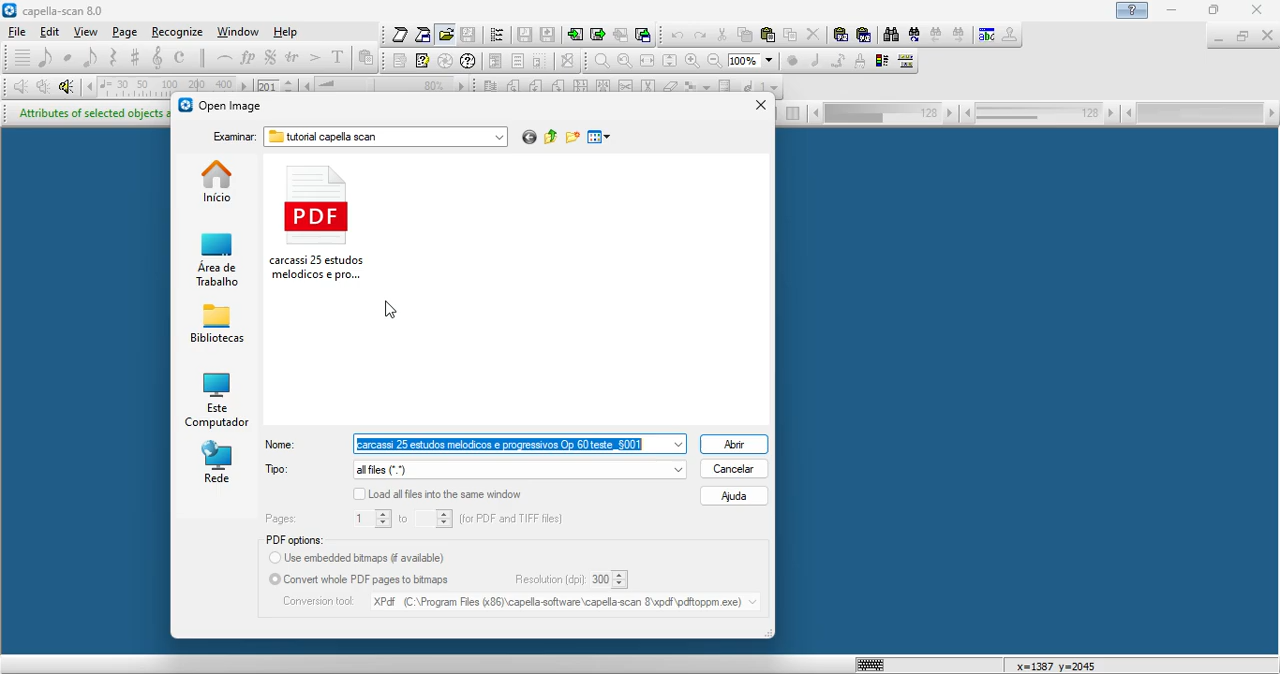 capella-scan 8.0
File Edit View Page Recognize Window Help
100%
30 50 100 200 400 201 80%
Attributes of selected objects a
128 128
Open Image
Examinar: tutorial capella scan
Início
Área de
Trabalho
Bibliotecas
Este
Computador
Rede
PDF
carcassi 25 estudos
melodicos e pro...
Nome: carcassi 25 estudos melodicos e progressivos Op 60 teste_§001 Abrir
Tipo: all files (*.*) Cancelar
Load all files into the same window Ajuda
Pages: 1 to (for PDF and TIFF files)
PDF options:
Use embedded bitmaps (if available)
Convert whole PDF pages to bitmaps Resolution (dpi): 300
Conversion tool: XPdf (C:\Program Files (x86)\capella-software\capella-scan 8\xpdf\pdftoppm.exe)
x=1387 y=2045